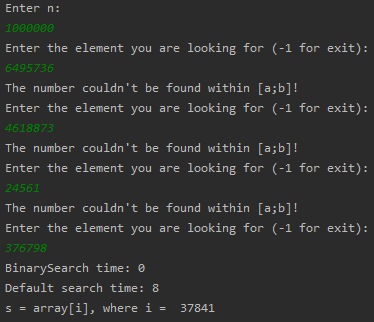 Enter n:
1000000
Enter the element you are looking for (-1 for exit):
6495736
The number couldn't be found within [a;b]!
Enter the element you are looking for (-1 for exit):
4618873
The number couldn't be found within [a;b]!
Enter the element you are looking for (-1 for exit):
24561
The number couldn't be found within [a;b]!
Enter the element you are looking for (-1 for exit):
376798
BinarySearch time: 0
Default search time: 8
s = array[i], where i =  37841